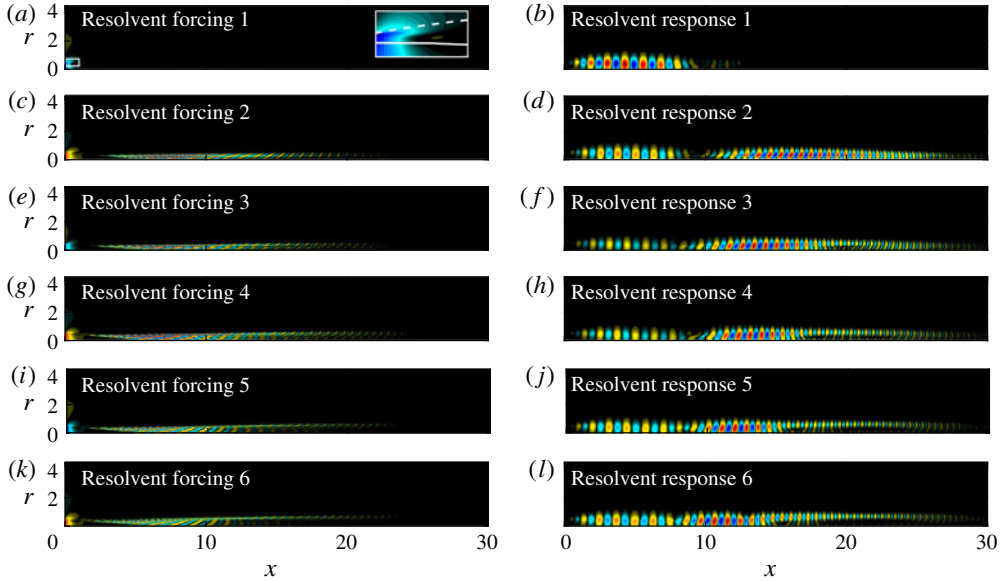 (a) 4 Resolvent forcing 1
r 2
0
(b) Resolvent response 1
(c) 4 Resolvent forcing 2
r 2
0
(d) Resolvent response 2
(e) 4 Resolvent forcing 3
r 2
0
(f) Resolvent response 3
(g) 4 Resolvent forcing 4
r 2
0
(h) Resolvent response 4
(i) 4 Resolvent forcing 5
r 2
0
(j) Resolvent response 5
(k) 4 Resolvent forcing 6
r 2
0
(l) Resolvent response 6
10 20 30
x
0 10 20 30
x